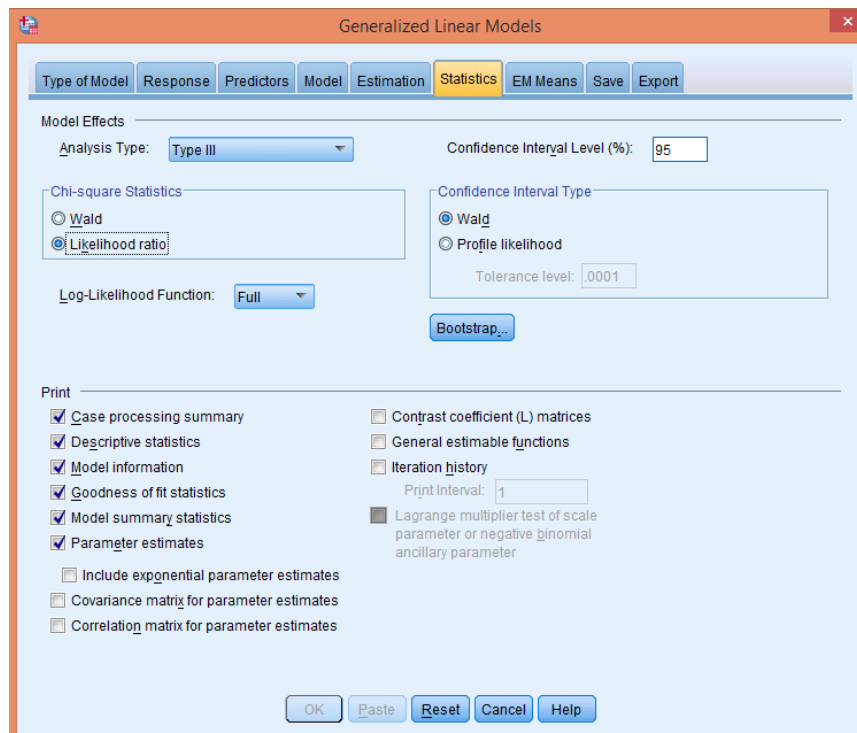 Generalized Linear Models
Type of Model Response Predictors Model Estimation Statistics EM Means Save Export
Model Effects
Analysis Type: Type III Confidence Interval Level (%): 95
Chi-square Statistics
Wald
Likelihood ratio
Confidence Interval Type
Wald
Profile likelihood
Tolerance level: .0001
Log-Likelihood Function: Full
Bootstrap...
Print
Case processing summary
Descriptive statistics
Model information
Goodness of fit statistics
Model summary statistics
Parameter estimates
Include exponential parameter estimates
Covariance matrix for parameter estimates
Correlation matrix for parameter estimates
Contrast coefficient (L) matrices
General estimable functions
Iteration history
Print Interval: 1
Lagrange multiplier test of scale
parameter or negative binomial
ancillary parameter
OK Paste Reset Cancel Help